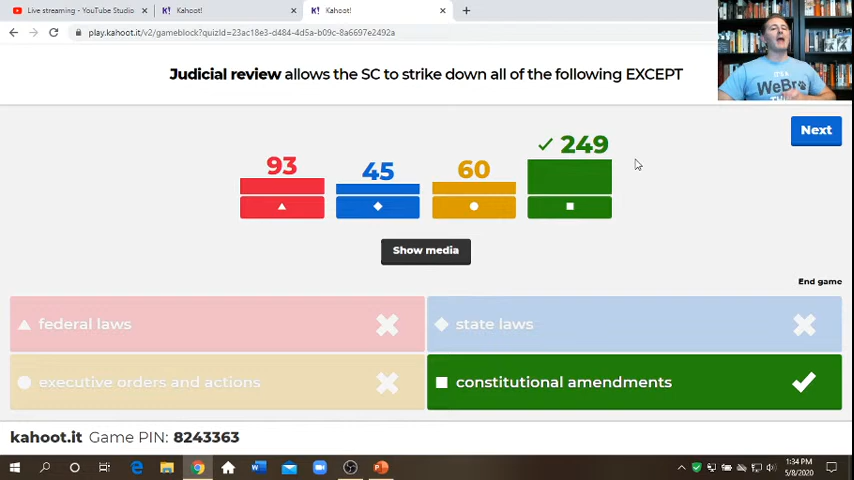 Live streaming - YouTube Studio
Kahoot!
Kahoot!
play.kahoot.it/v2/gameblock?quizId=23ac18e3-d484-4d5a-b09c-8a6697e2492a
Judicial review allows the SC to strike down all of the following EXCEPT
IT'S A
WeBro
Next
93
45
60
249
Show media
End game
federal laws
state laws
executive orders and actions
constitutional amendments
kahoot.it Game PIN: 8243363
1:34 PM
5/8/2020